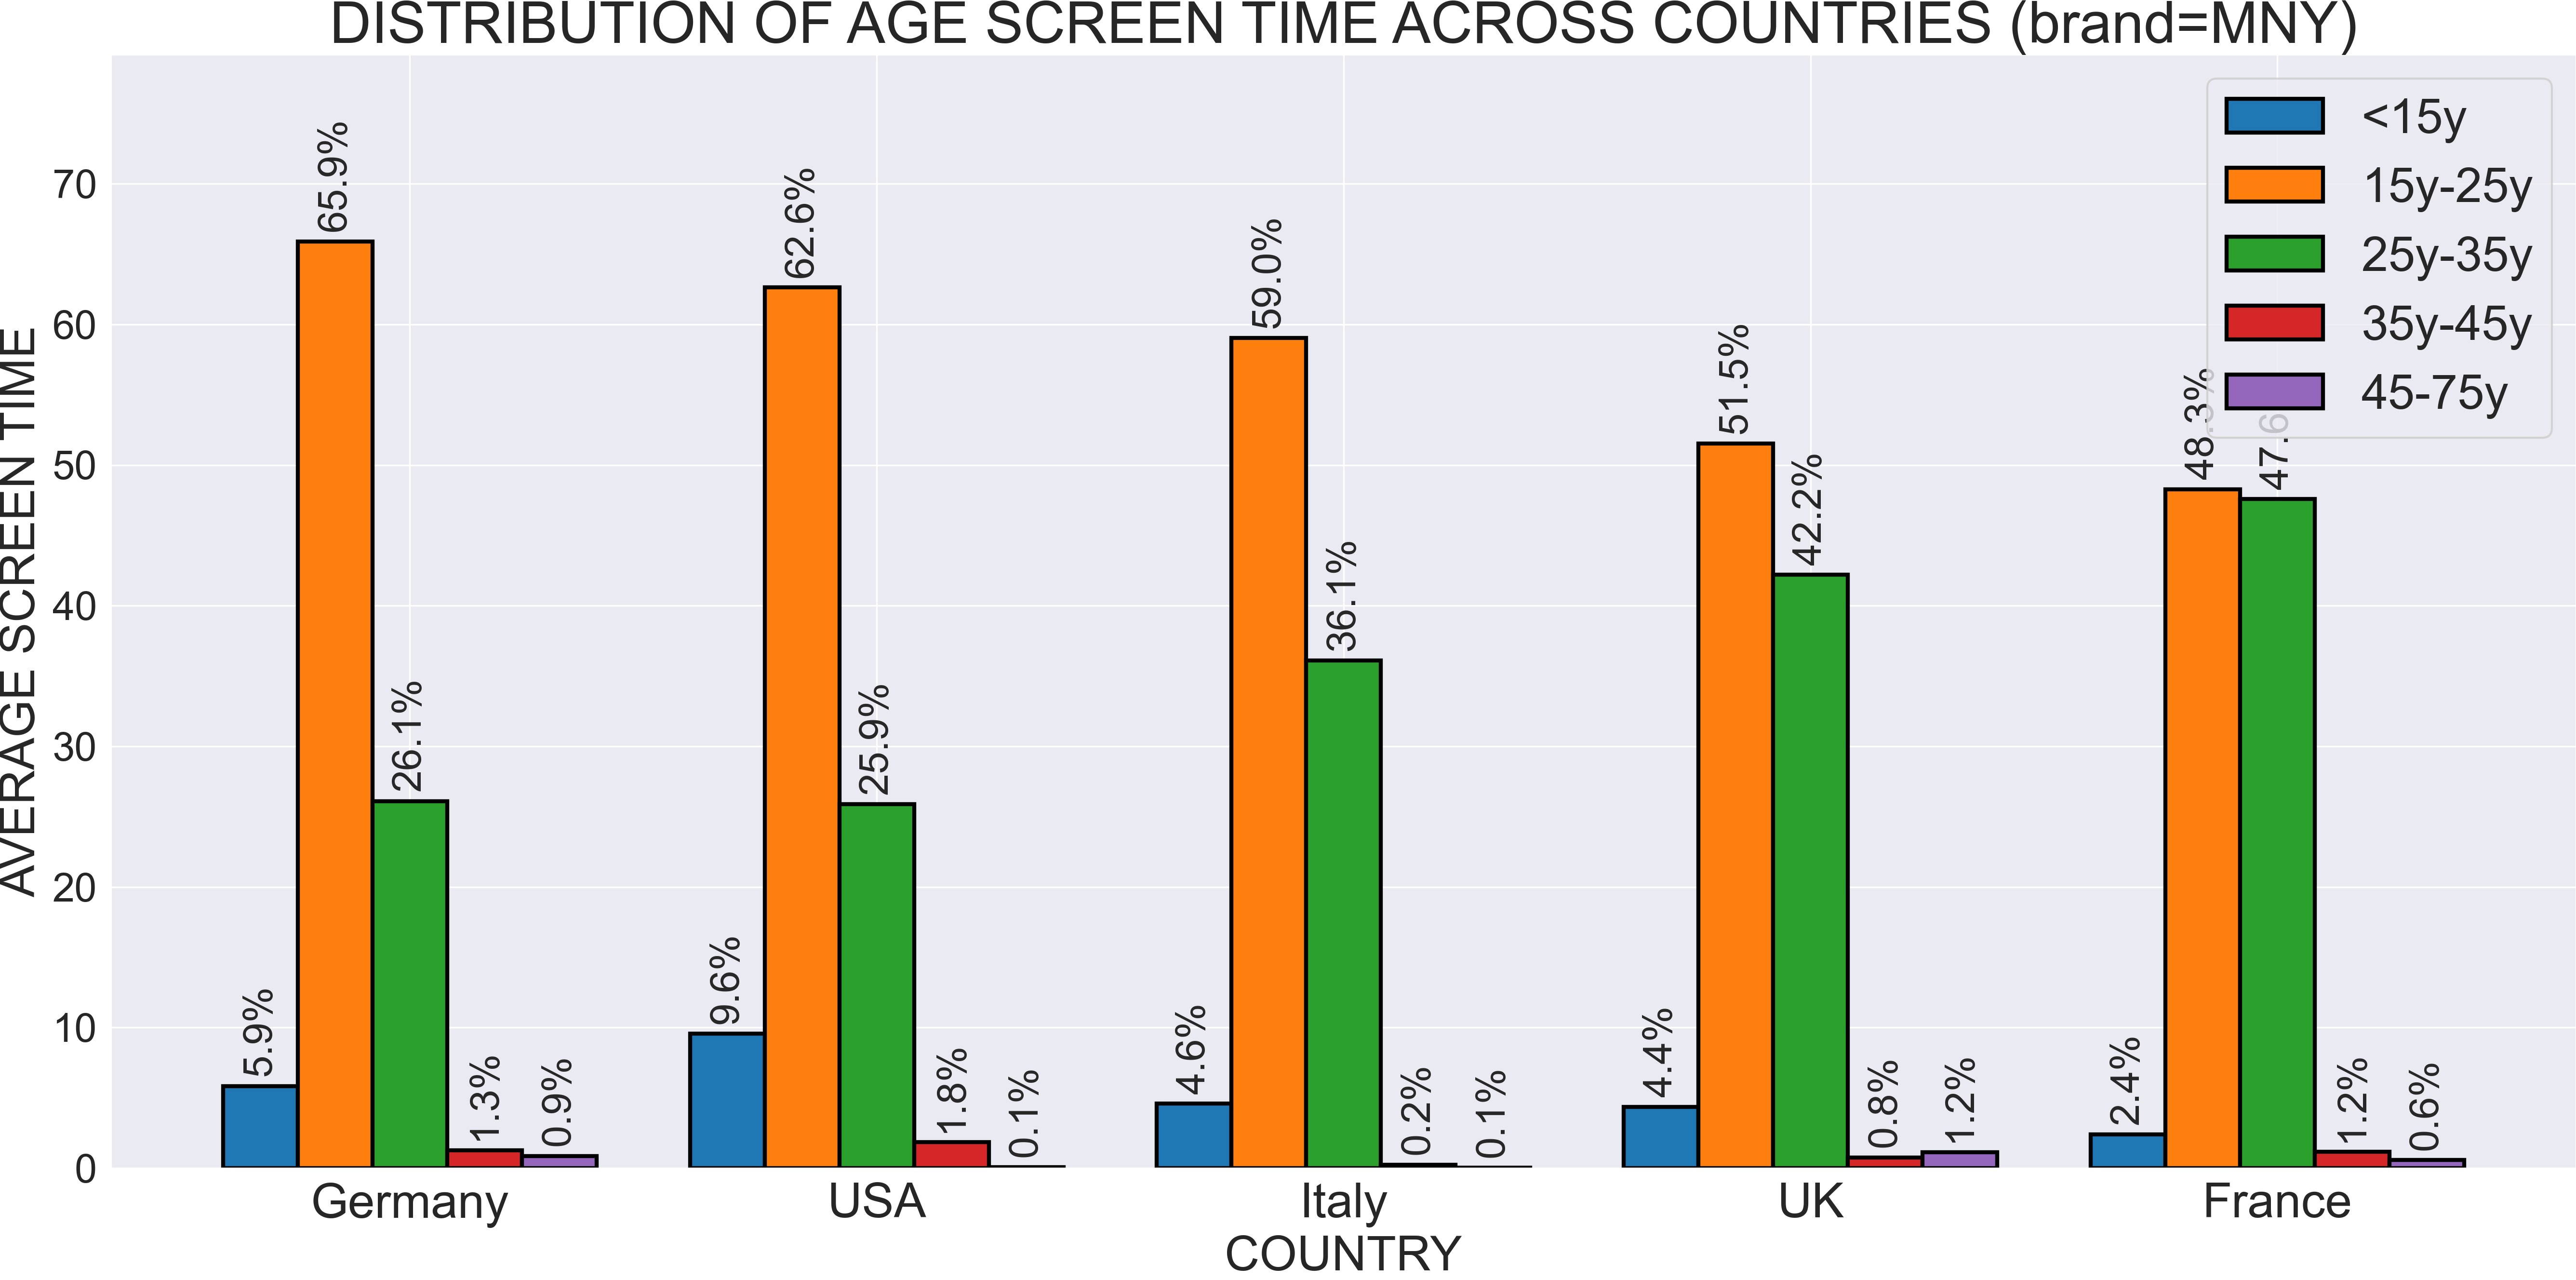 DISTRIBUTION OF AGE SCREEN TIME ACROSS COUNTRIES (brand=MNY)
AVERAGE SCREEN TIME
70
60
50
40
30
20
10
0
5.9%
65.9%
26.1%
1.3%
0.9%
9.6%
62.6%
25.9%
1.8%
0.1%
4.6%
59.0%
36.1%
0.2%
0.1%
4.4%
51.5%
42.2%
0.8%
1.2%
2.4%
48.3%
47.6
1.2%
0.6%
<15y
15y-25y
25y-35y
35y-45y
45-75y
Germany
USA
Italy
UK
France
COUNTRY